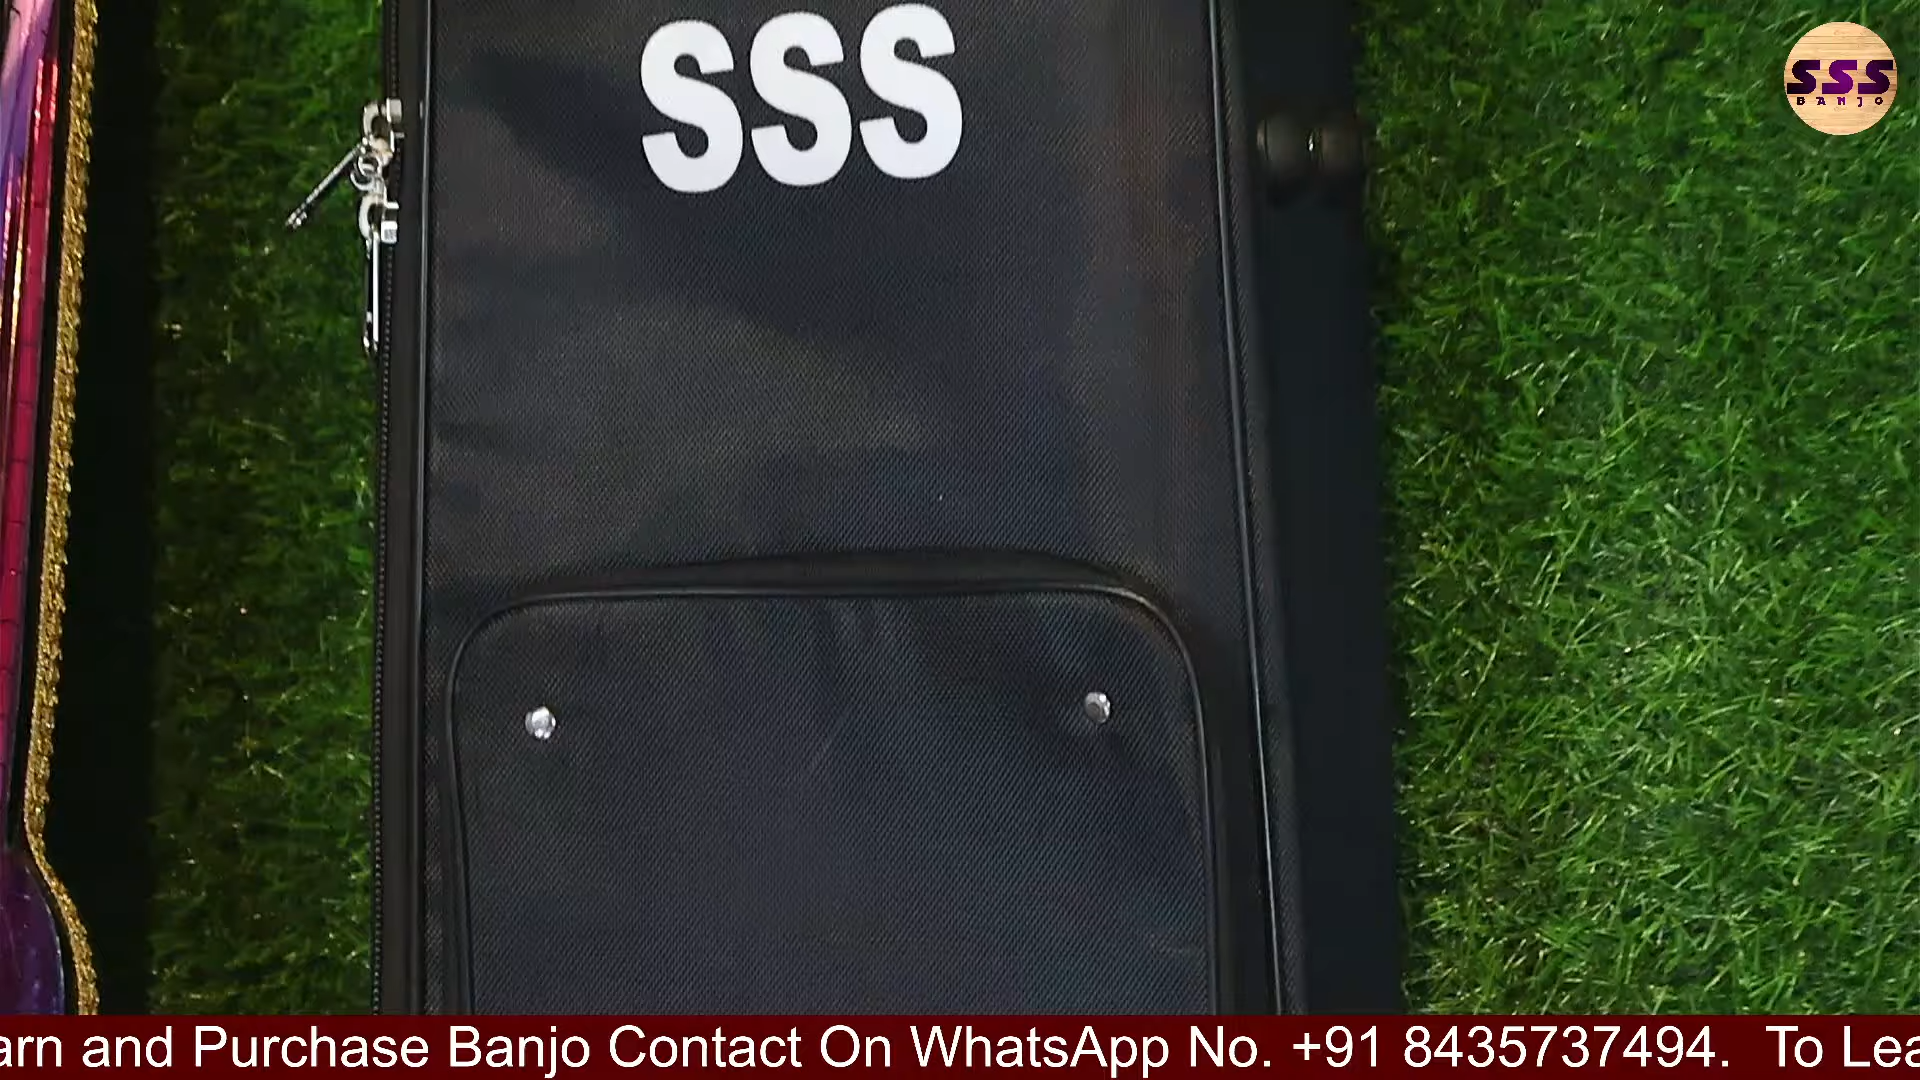 SSS
SSS
BANJO
arn and Purchase Banjo Contact On WhatsApp No. +91 8435737494. To Lea